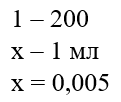 1 – 200
х – 1 мл
х = 0,005